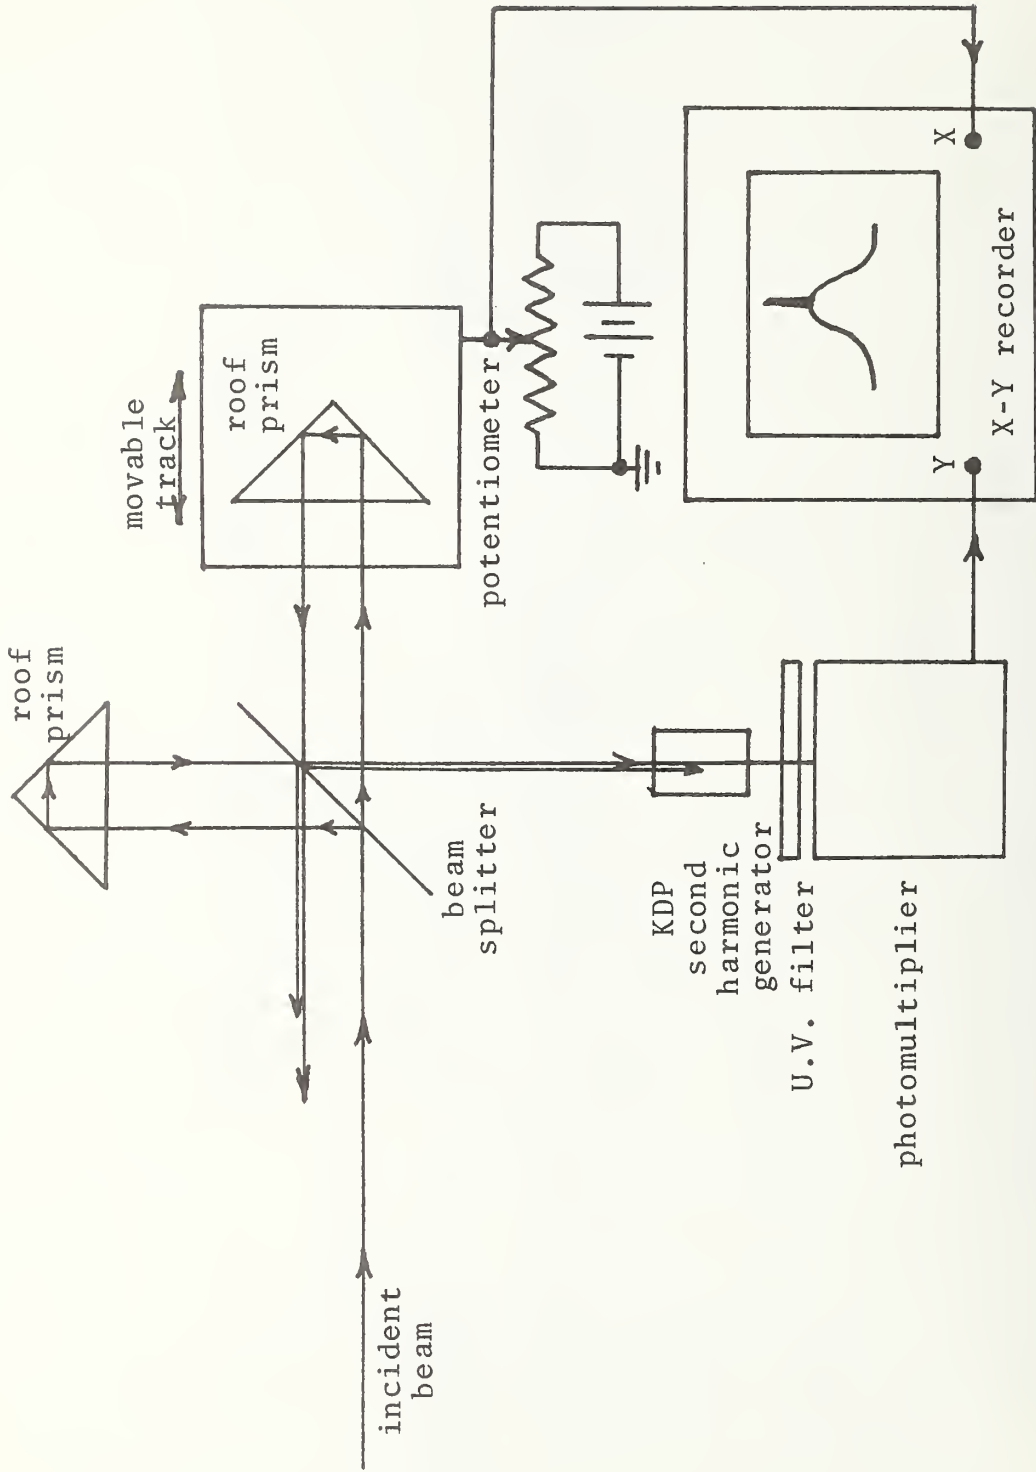 roof
prism
movable
track
roof
prism
incident
beam
beam
splitter
potentiometer
KDP
second
harmonic
generator
U.V. filter
photomultiplier
Y
X
X-Y recorder